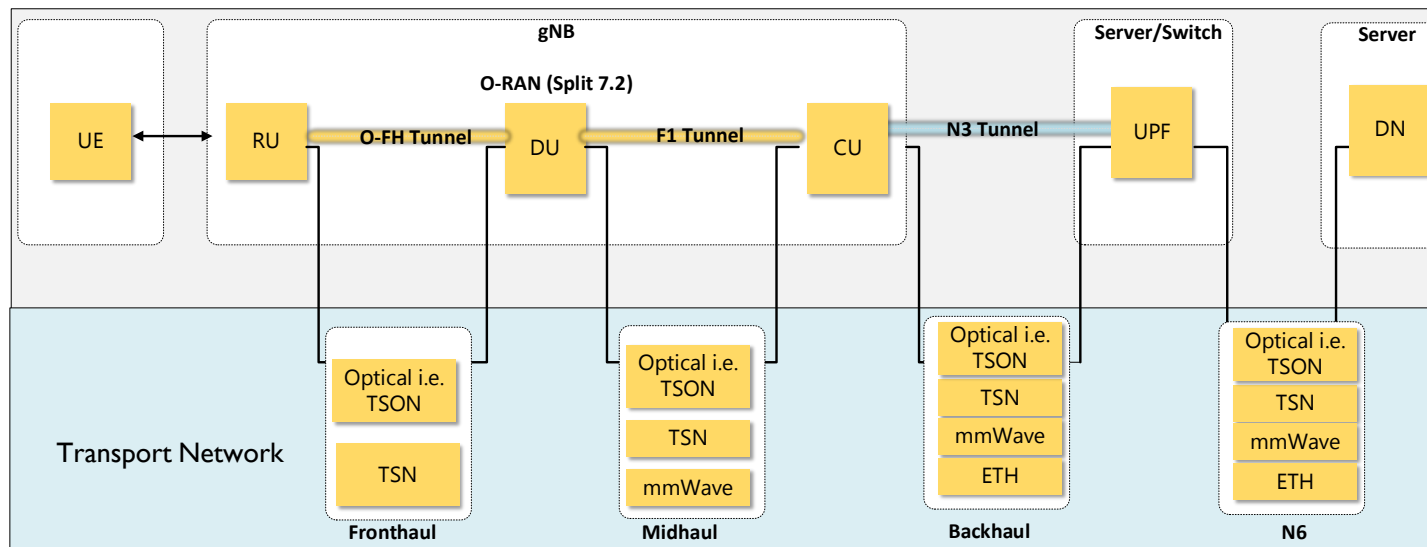 gNB
Server/Switch
Server
O-RAN (Split 7.2)
UE
RU
O-FH Tunnel
DU
F1 Tunnel
CU
N3 Tunnel
UPF
DN
Transport Network
Optical i.e.
TSON
TSN
Fronthaul
Optical i.e.
TSON
TSN
mmWave
Midhaul
Optical i.e.
TSON
TSN
mmWave
ETH
Backhaul
Optical i.e.
TSON
TSN
mmWave
ETH
N6